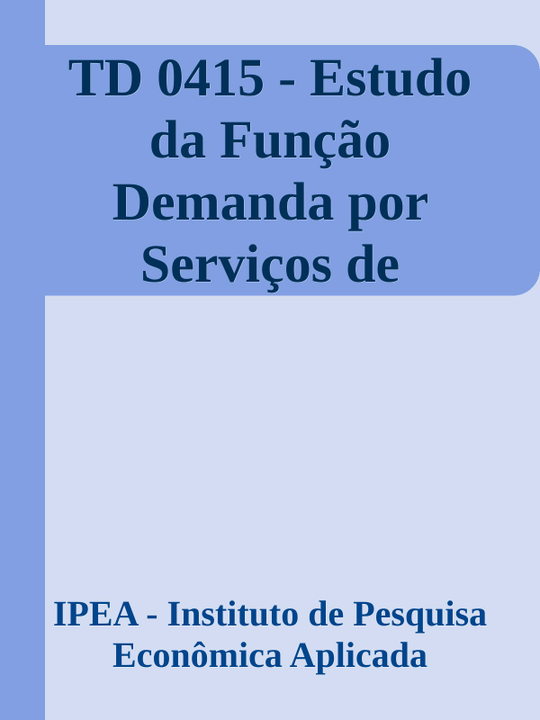 TD 0415 - Estudo
da Função
Demanda por
Serviços de
IPEA - Instituto de Pesquisa
Econômica Aplicada